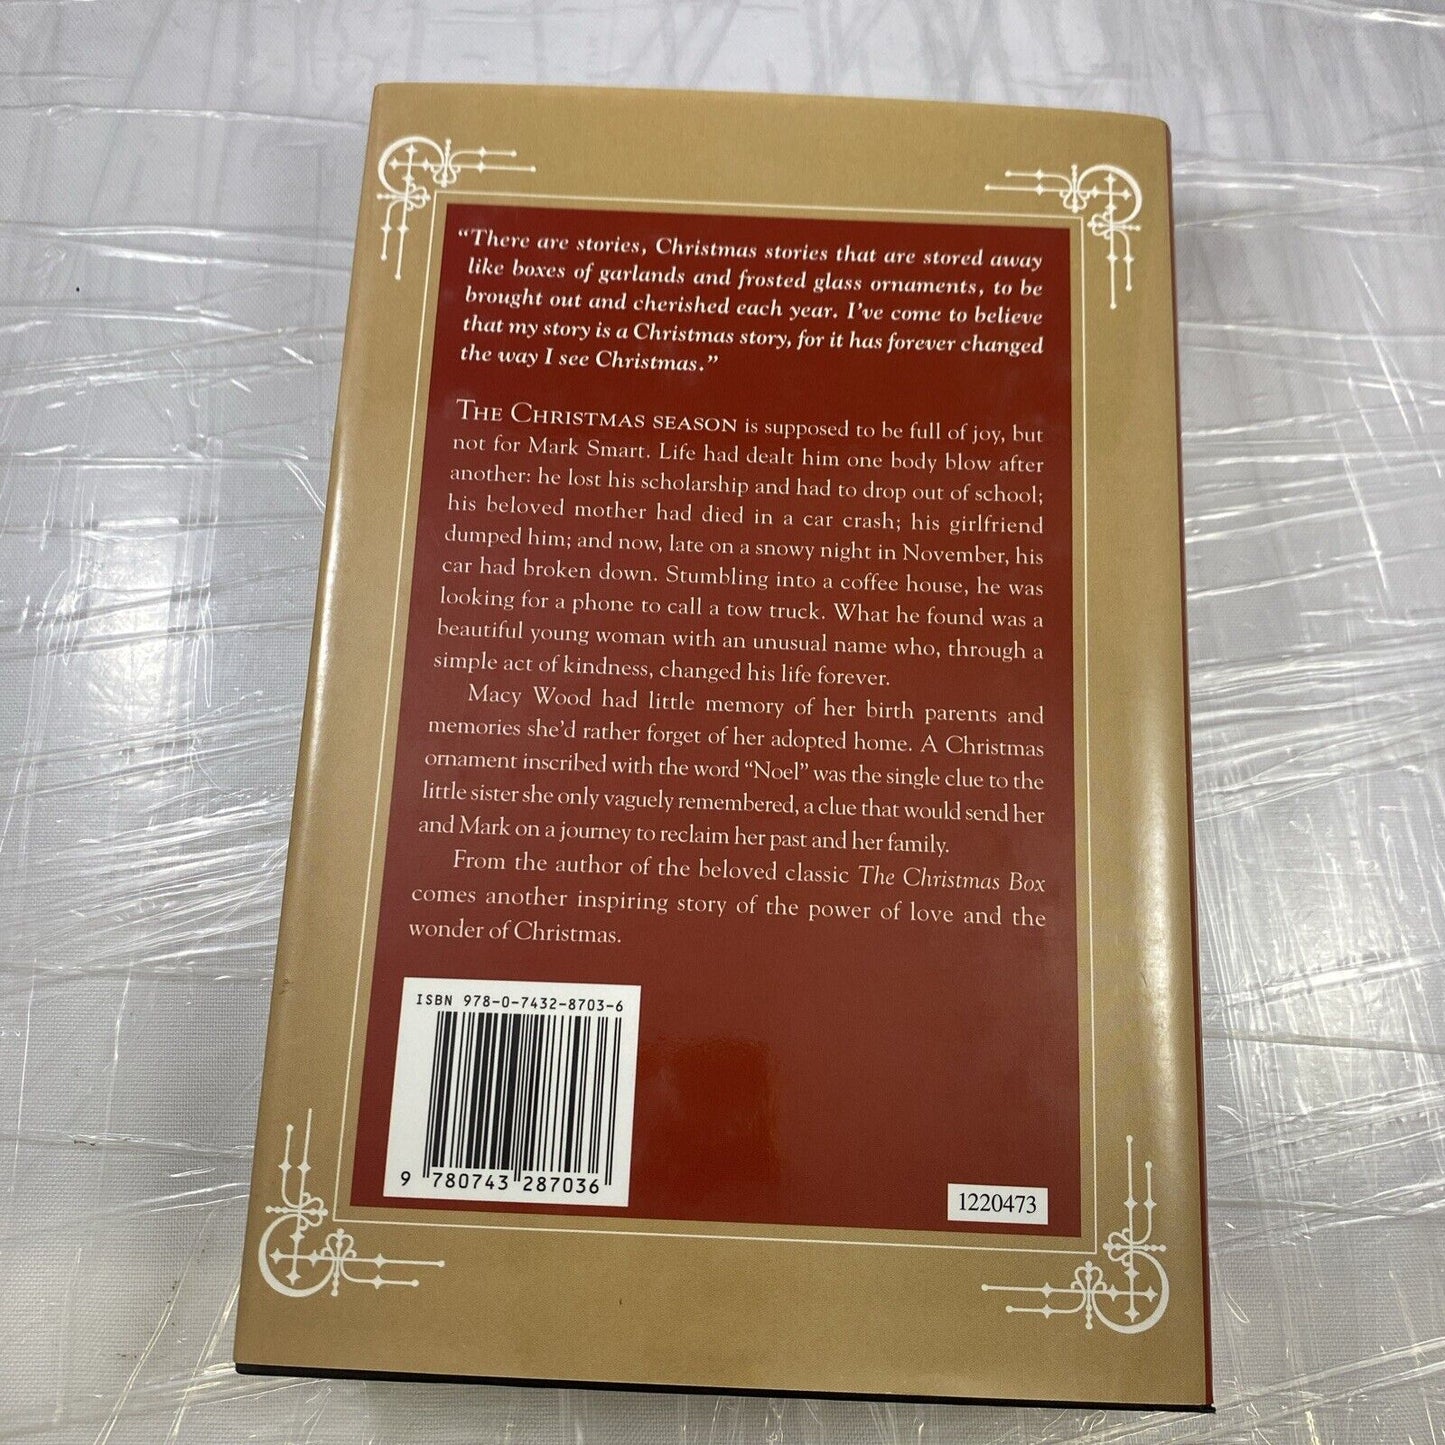 “There are stories, Christmas stories that are stored away
like boxes of garlands and frosted glass ornaments, to be
brought out and cherished each year. I’ve come to believe
that my story is a Christmas story, for it has forever changed
the way I see Christmas.”
THE CHRISTMAS SEASON is supposed to be full of joy, but
not for Mark Smart. Life had dealt him one body blow after
another: he lost his scholarship and had to drop out of school;
his beloved mother had died in a car crash; his girlfriend
dumped him; and now, late on a snowy night in November, his
car had broken down. Stumbling into a coffee house, he was
looking for a phone to call a tow truck. What he found was a
beautiful young woman with an unusual name who, through a
simple act of kindness, changed his life forever.
Macy Wood had little memory of her birth parents and
memories she’d rather forget of her adopted home. A Christmas
ornament inscribed with the word “Noel” was the single clue to the
little sister she only vaguely remembered, a clue that would send her
and Mark on a journey to reclaim her past and her family.
From the author of the beloved classic The Christmas Box
comes another inspiring story of the power of love and the
wonder of Christmas.
ISBN 978-0-7432-8703-6
9 780743 287036
1220473